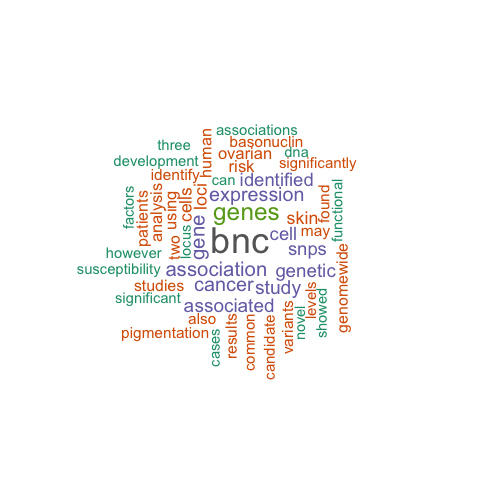 associations
three
basonuclin
human
ovarian
dna
development
significantly
risk
identify
can
identified
factors
patients
analysis
using
cells
loci
expression
found
functional
genes
skin
gene
bnc
cell
may
two
locus
snps
however
genomewide
susceptibility
association
genetic
studies
cancer
study
levels
significant
associated
variants
novel
showed
also
results
common
candidate
pigmentation
cases